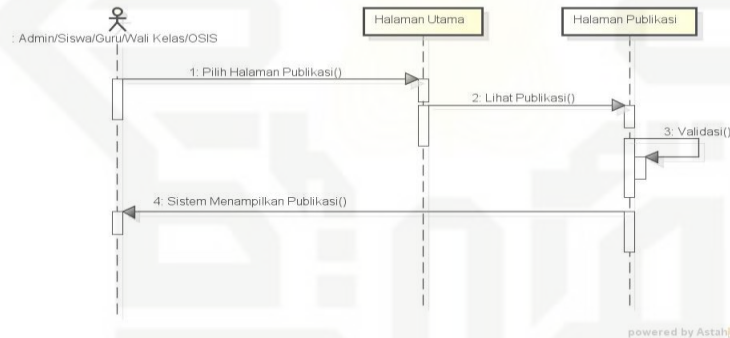 Halaman Utama
Halaman Publikasi
: Admin/Siswa/Guru/Wali Kelas/OSIS
1: Pilih Halaman Publikasi()
2: Lihat Publikasi()
3: Validasi()
4: Sistem Menampilkan Publikasi()
powered by Astah